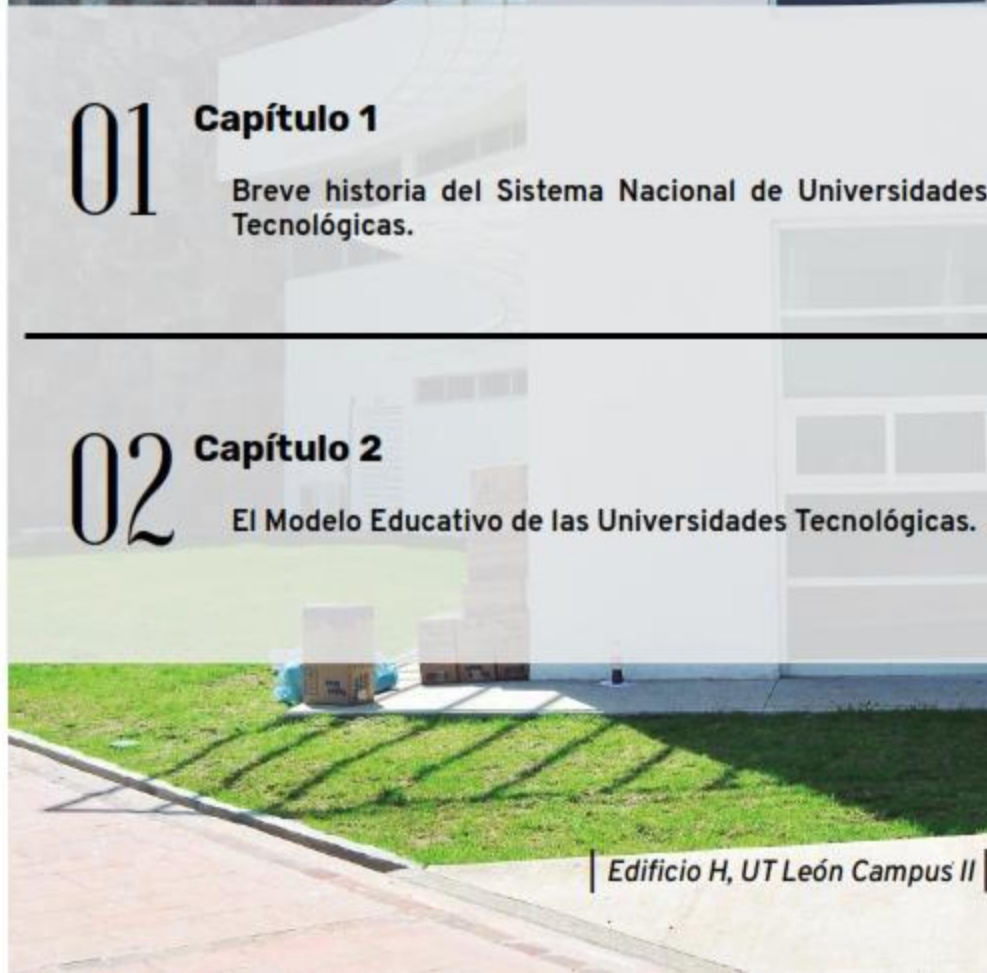 01
Capítulo 1
Breve historia del Sistema Nacional de Universidades
Tecnológicas.
02
Capítulo 2
El Modelo Educativo de las Universidades Tecnológicas.
Edificio H, UT León Campus II